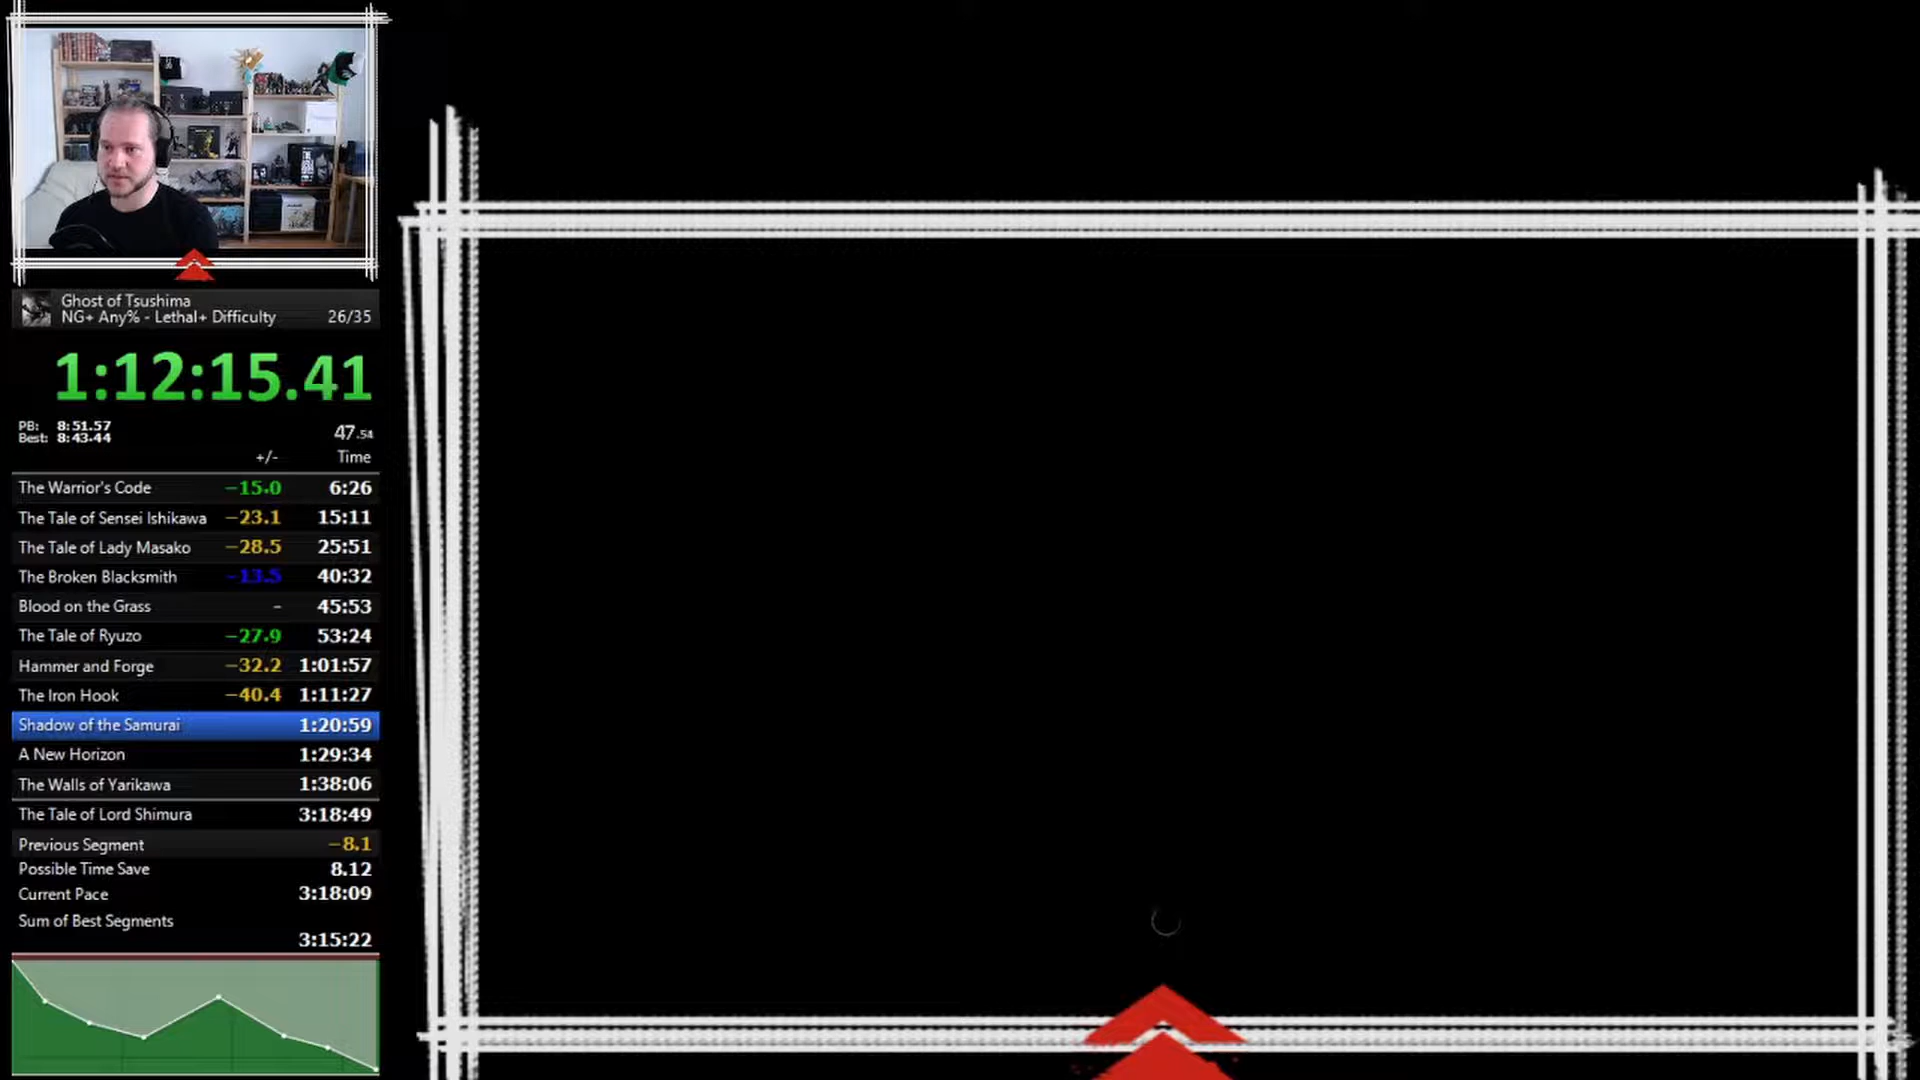 Ghost of Tsushima
NG+ Any% - Lethal+ Difficulty 26/35
1:12:15.41
PB: 8:51.57
Best: 8:43.44
47.54
+/- Time
The Warrior's Code -15.0 6:26
The Tale of Sensei Ishikawa -23.1 15:11
The Tale of Lady Masako -28.5 25:51
The Broken Blacksmith -13.5 40:32
Blood on the Grass - 45:53
The Tale of Ryuzo -27.9 53:24
Hammer and Forge -32.2 1:01:57
The Iron Hook -40.4 1:11:27
Shadow of the Samurai 1:20:59
A New Horizon 1:29:34
The Walls of Yarikawa 1:38:06
The Tale of Lord Shimura 3:18:49
Previous Segment -8.1
Possible Time Save 8.12
Current Pace 3:18:09
Sum of Best Segments
3:15:22